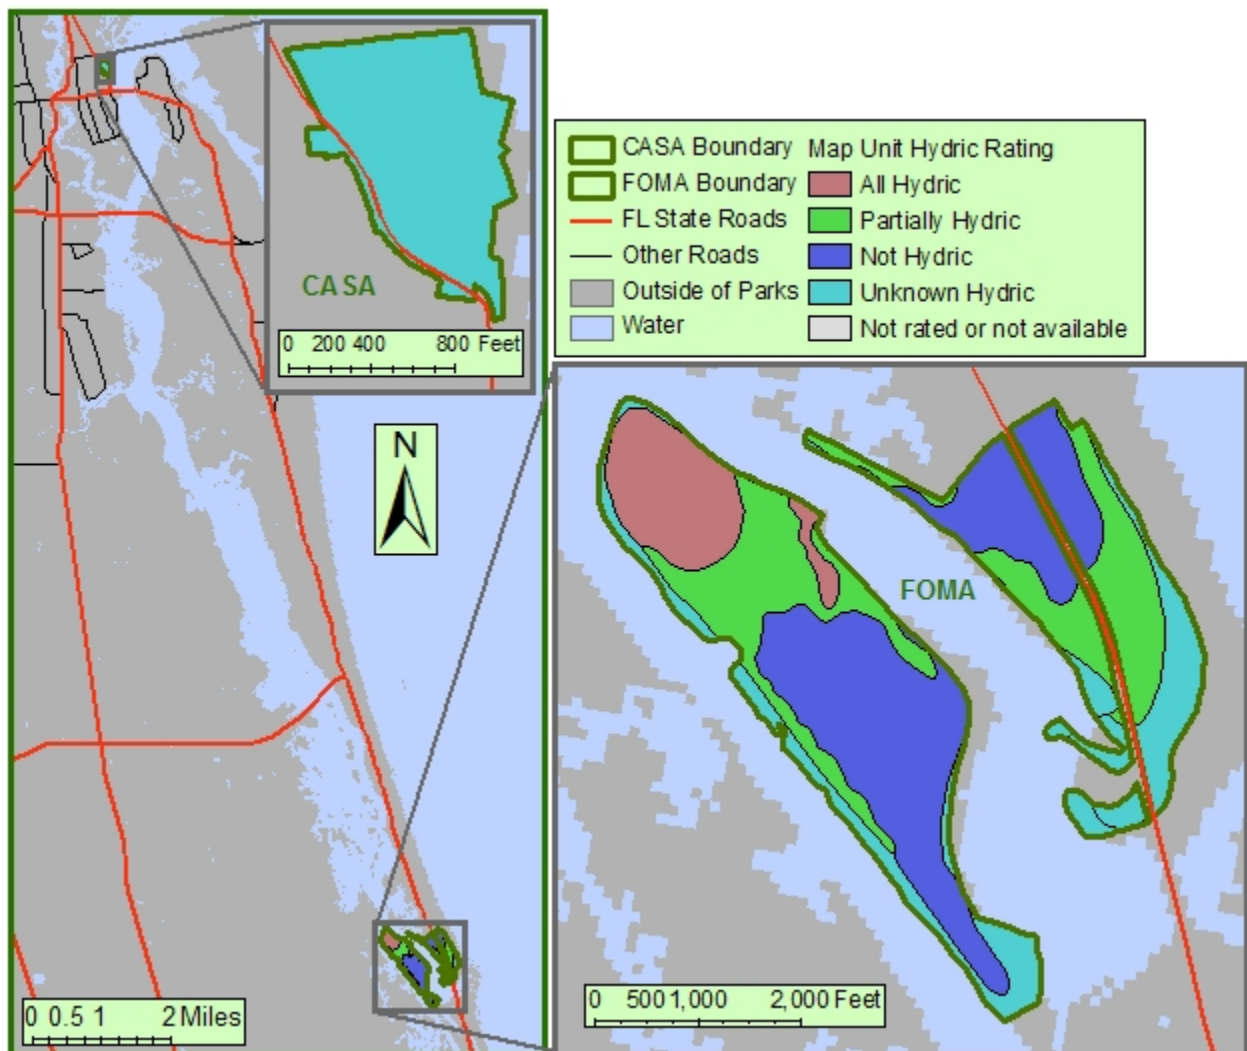 CASA
0 200 400 800 Feet
CASA Boundary
FOMA Boundary
FL State Roads
Other Roads
Outside of Parks
Water
Map Unit Hydric Rating
All Hydric
Partially Hydric
Not Hydric
Unknown Hydric
Not rated or not available
N
FOMA
0 500 1,000 2,000 Feet
0 0.5 1 2 Miles